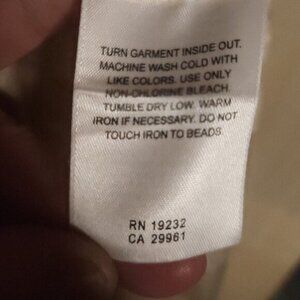 TURN GARMENT INSIDE OUT.
MACHINE WASH COLD WITH
LIKE COLORS. USE ONLY
NON-CHLORINE BLEACH.
TUMBLE DRY LOW. WARM
IRON IF NECESSARY. DO NOT
TOUCH IRON TO BEADS.
RN 19232
CA 29961